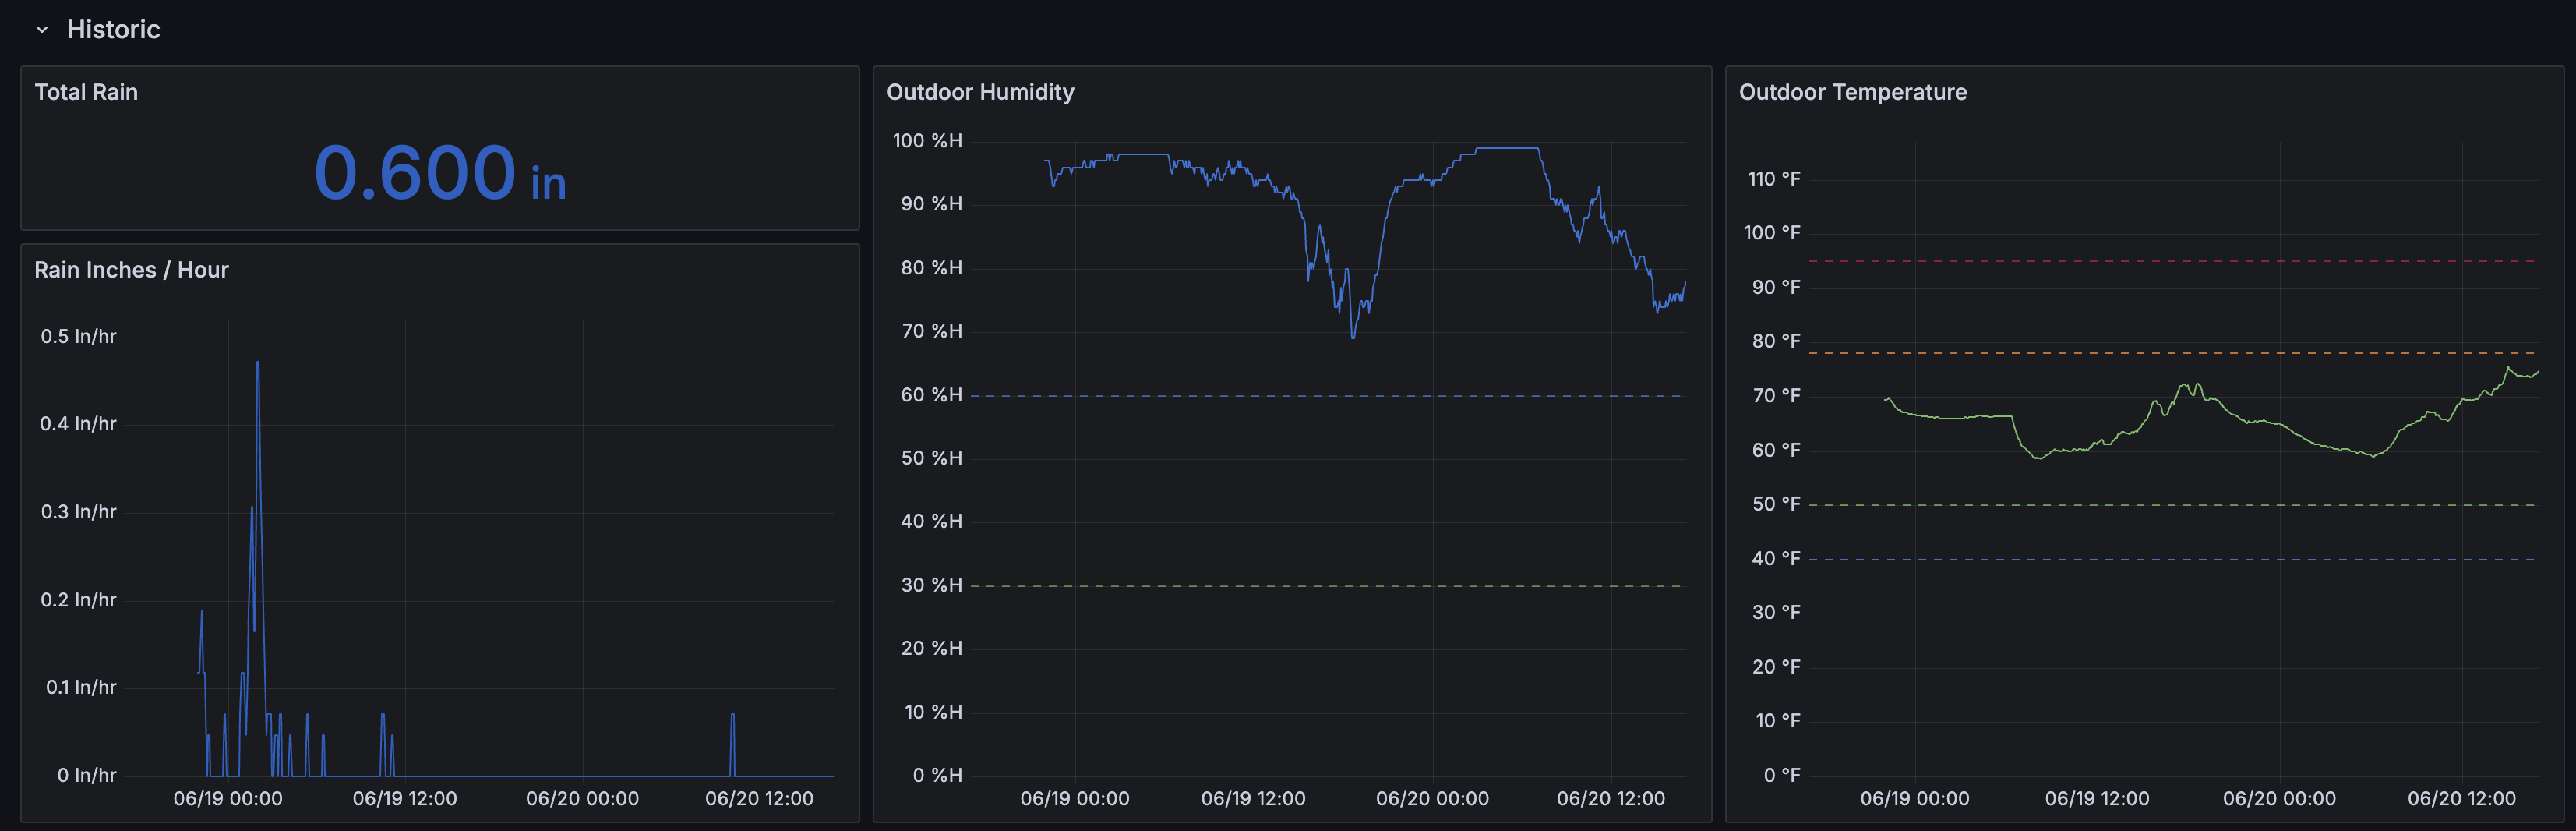 Historic
Total Rain
0.600 in
Rain Inches / Hour
0.5 In/hr
0.4 In/hr
0.3 In/hr
0.2 In/hr
0.1 In/hr
0 In/hr
06/19 00:00 06/19 12:00 06/20 00:00 06/20 12:00
Outdoor Humidity
100 %H
90 %H
80 %H
70 %H
60 %H
50 %H
40 %H
30 %H
20 %H
10 %H
0 %H
06/19 00:00 06/19 12:00 06/20 00:00 06/20 12:00
Outdoor Temperature
110 °F
100 °F
90 °F
80 °F
70 °F
60 °F
50 °F
40 °F
30 °F
20 °F
10 °F
0 °F
06/19 00:00 06/19 12:00 06/20 00:00 06/20 12:00